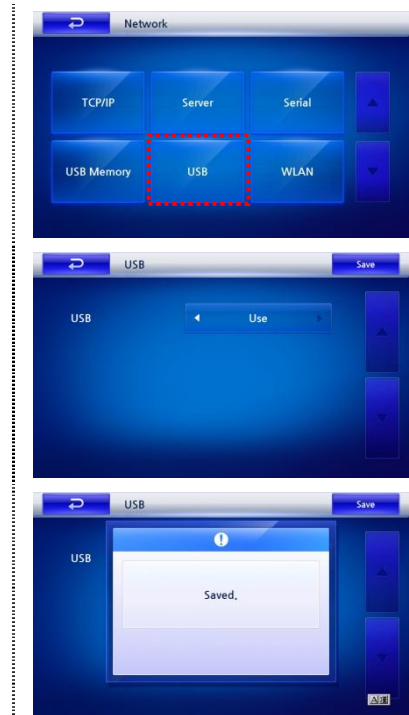 Network
TCP/IP Server Serial
USB Memory USB WLAN
USB Save
USB Use
USB Save
USB
Saved.